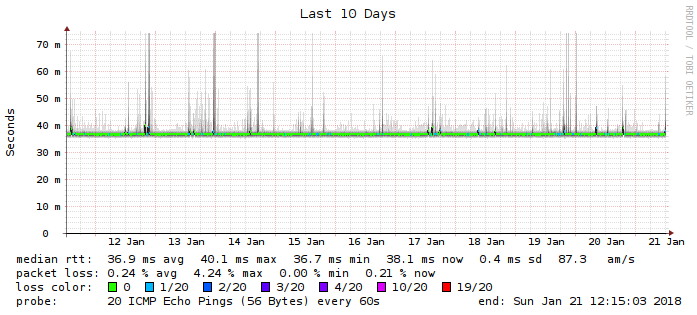 Last 10 Days
RRDTOOL / TOBI OETIKER
Seconds
70 m
60 m
50 m
40 m
30 m
20 m
10 m
0
12 Jan 13 Jan 14 Jan 15 Jan 16 Jan 17 Jan 18 Jan 19 Jan 20 Jan 21 Jan
median rtt: 36.9 ms avg 40.1 ms max 36.7 ms min 38.1 ms now 0.4 ms sd 87.3 am/s
packet loss: 0.24 % avg 4.24 % max 0.00 % min 0.21 % now
loss color: 0 1/20 2/20 3/20 4/20 10/20 19/20
probe: 20 ICMP Echo Pings (56 Bytes) every 60s end: Sun Jan 21 12:15:03 2018